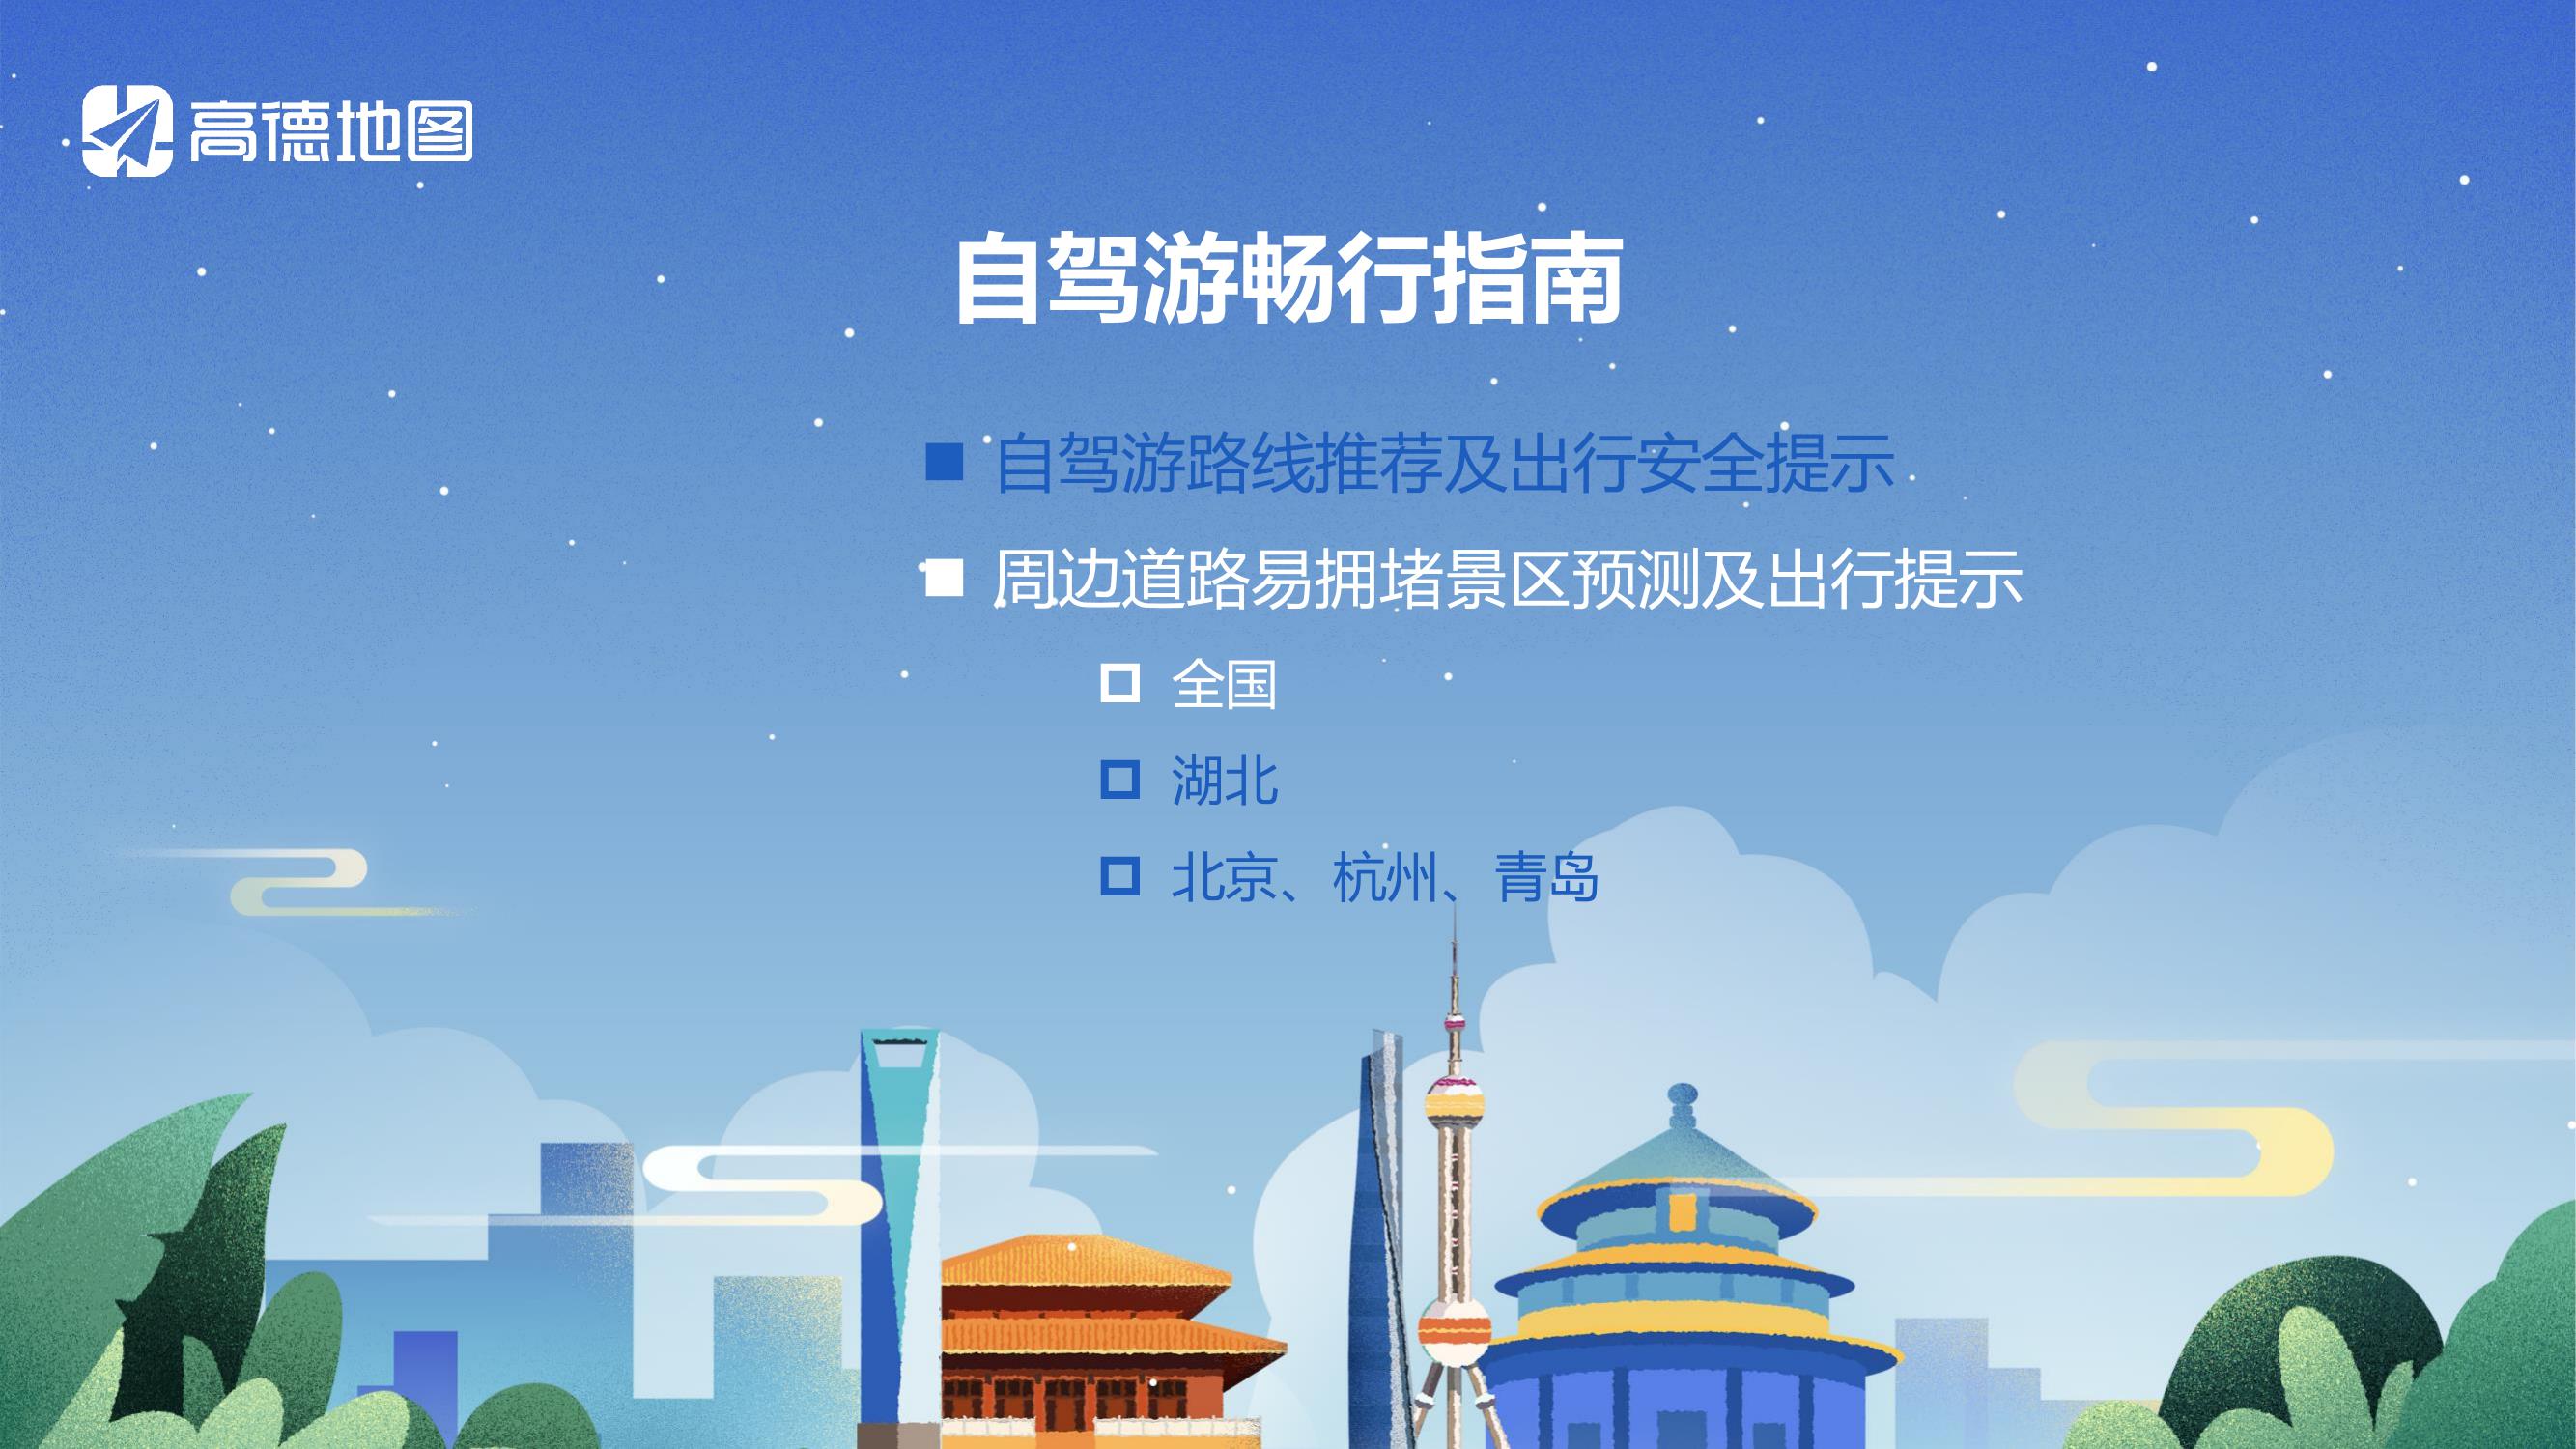 高德地图
自驾游畅行指南
自驾游路线推荐及出行安全提示
周边道路易拥堵景区预测及出行提示
全国
湖北
北京、杭州、青岛